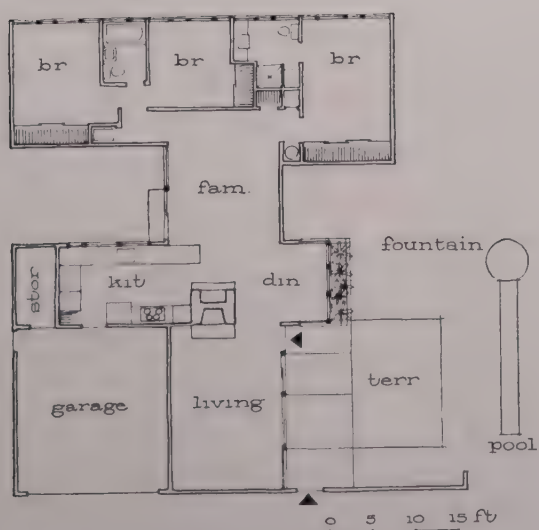 br
br
br
fam.
fountain
stor
kit
din
garage
living
terr
pool
0 5 10 15 ft